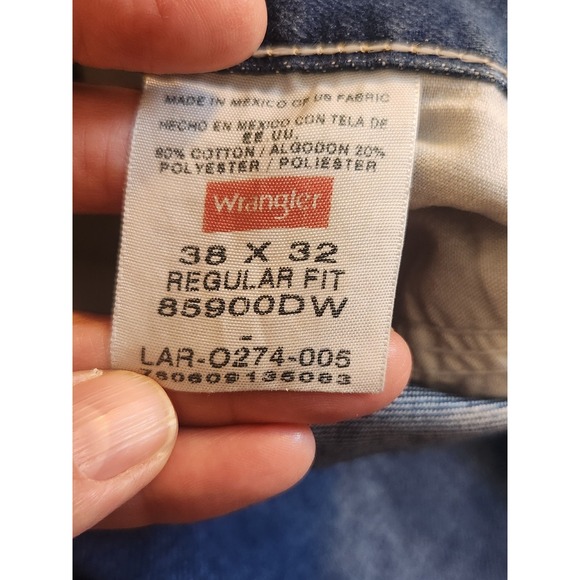 MADE IN MEXICO OF US FABRIC
HECHO EN MEXICO CON TELA DE
EE UU.
80% COTTON / ALGODON 20%
POLYESTER / POLIESTER
Wrangler
38 X 32
REGULAR FIT
85900DW
-
LAR-0274-005
790609135083